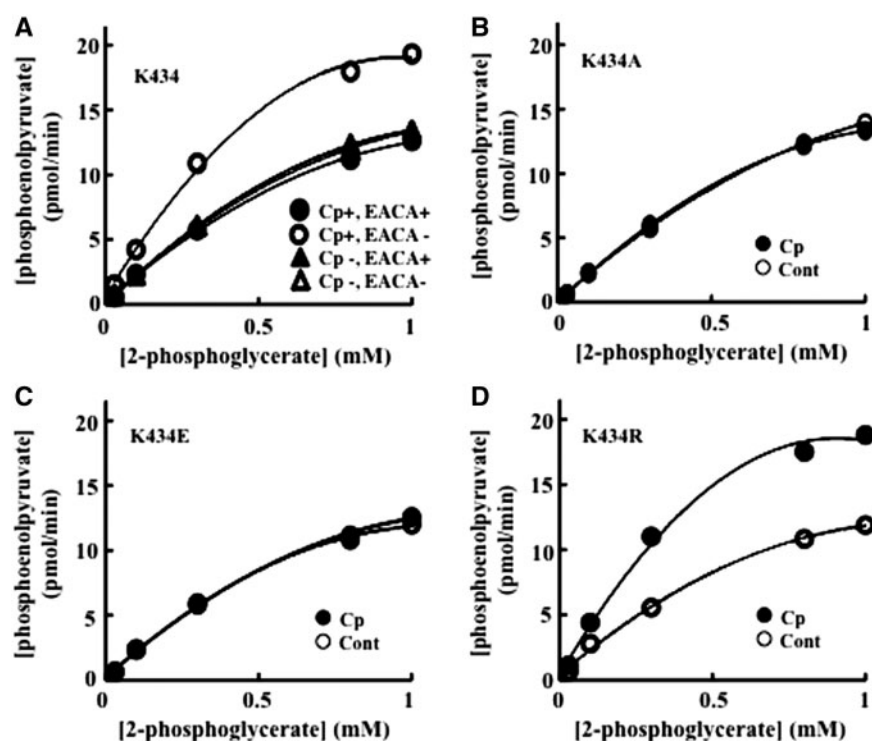 A
[phosphoenolpyruvate]
(pmol/min)
20
15
10
5
0
K434
Cp+, EACA+
Cp+, EACA -
Cp -, EACA+
Cp -, EACA-
0
0.5
1
[2-phosphoglycerate] (mM)
B
[phosphoenolpyruvate]
(pmol/min)
20
15
10
5
0
K434A
Cp
Cont
0
0.5
1
[2-phosphoglycerate] (mM)
C
[phosphoenolpyruvate]
(pmol/min)
20
15
10
5
0
K434E
Cp
Cont
0
0.5
1
[2-phosphoglycerate] (mM)
D
[phosphoenolpyruvate]
(pmol/min)
20
15
10
5
0
K434R
Cp
Cont
0
0.5
1
[2-phosphoglycerate] (mM)